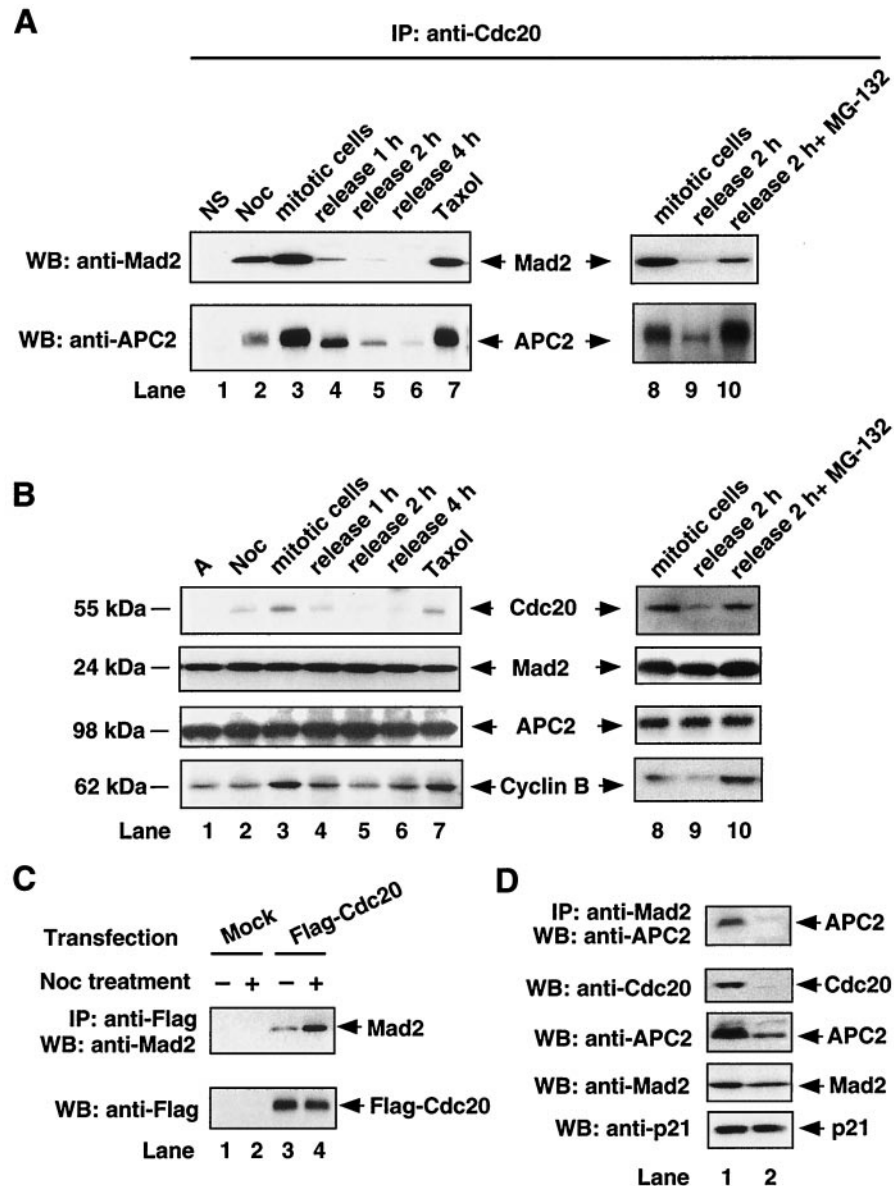 A
IP: anti-Cdc20
NS Noc mitotic cells release 1 h release 2 h release 4 h Taxol mitotic cells release 2 h release 2 h+ MG-132
WB: anti-Mad2 Mad2
WB: anti-APC2 APC2
Lane 1 2 3 4 5 6 7 8 9 10
B
A Noc mitotic cells release 1 h release 2 h release 4 h Taxol mitotic cells release 2 h release 2 h+ MG-132
55 kDa Cdc20
24 kDa Mad2
98 kDa APC2
62 kDa Cyclin B
Lane 1 2 3 4 5 6 7 8 9 10
C
Transfection Mock Flag-Cdc20
Noc treatment − + − +
IP: anti-Flag
WB: anti-Mad2 Mad2
WB: anti-Flag Flag-Cdc20
Lane 1 2 3 4
D
IP: anti-Mad2
WB: anti-APC2 APC2
WB: anti-Cdc20 Cdc20
WB: anti-APC2 APC2
WB: anti-Mad2 Mad2
WB: anti-p21 p21
Lane 1 2